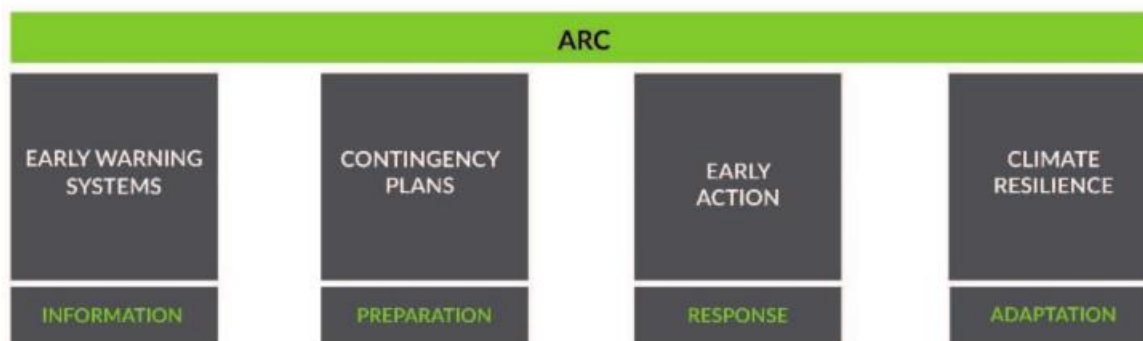 ARC
EARLY WARNING
SYSTEMS
CONTINGENCY
PLANS
EARLY
ACTION
CLIMATE
RESILIENCE
INFORMATION
PREPARATION
RESPONSE
ADAPTATION